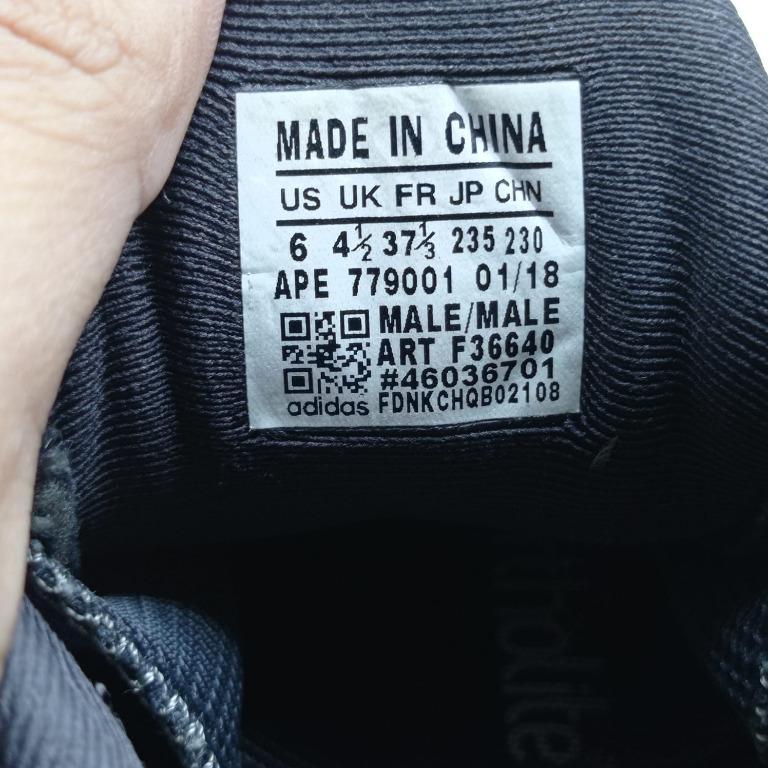 MADE IN CHINA
US UK FR JP CHN
6 4½ 37⅓ 235 230
APE 779001 01/18
MALE/MALE
ART F36640
#46036701
adidas FDNKCHQB02108
tholite